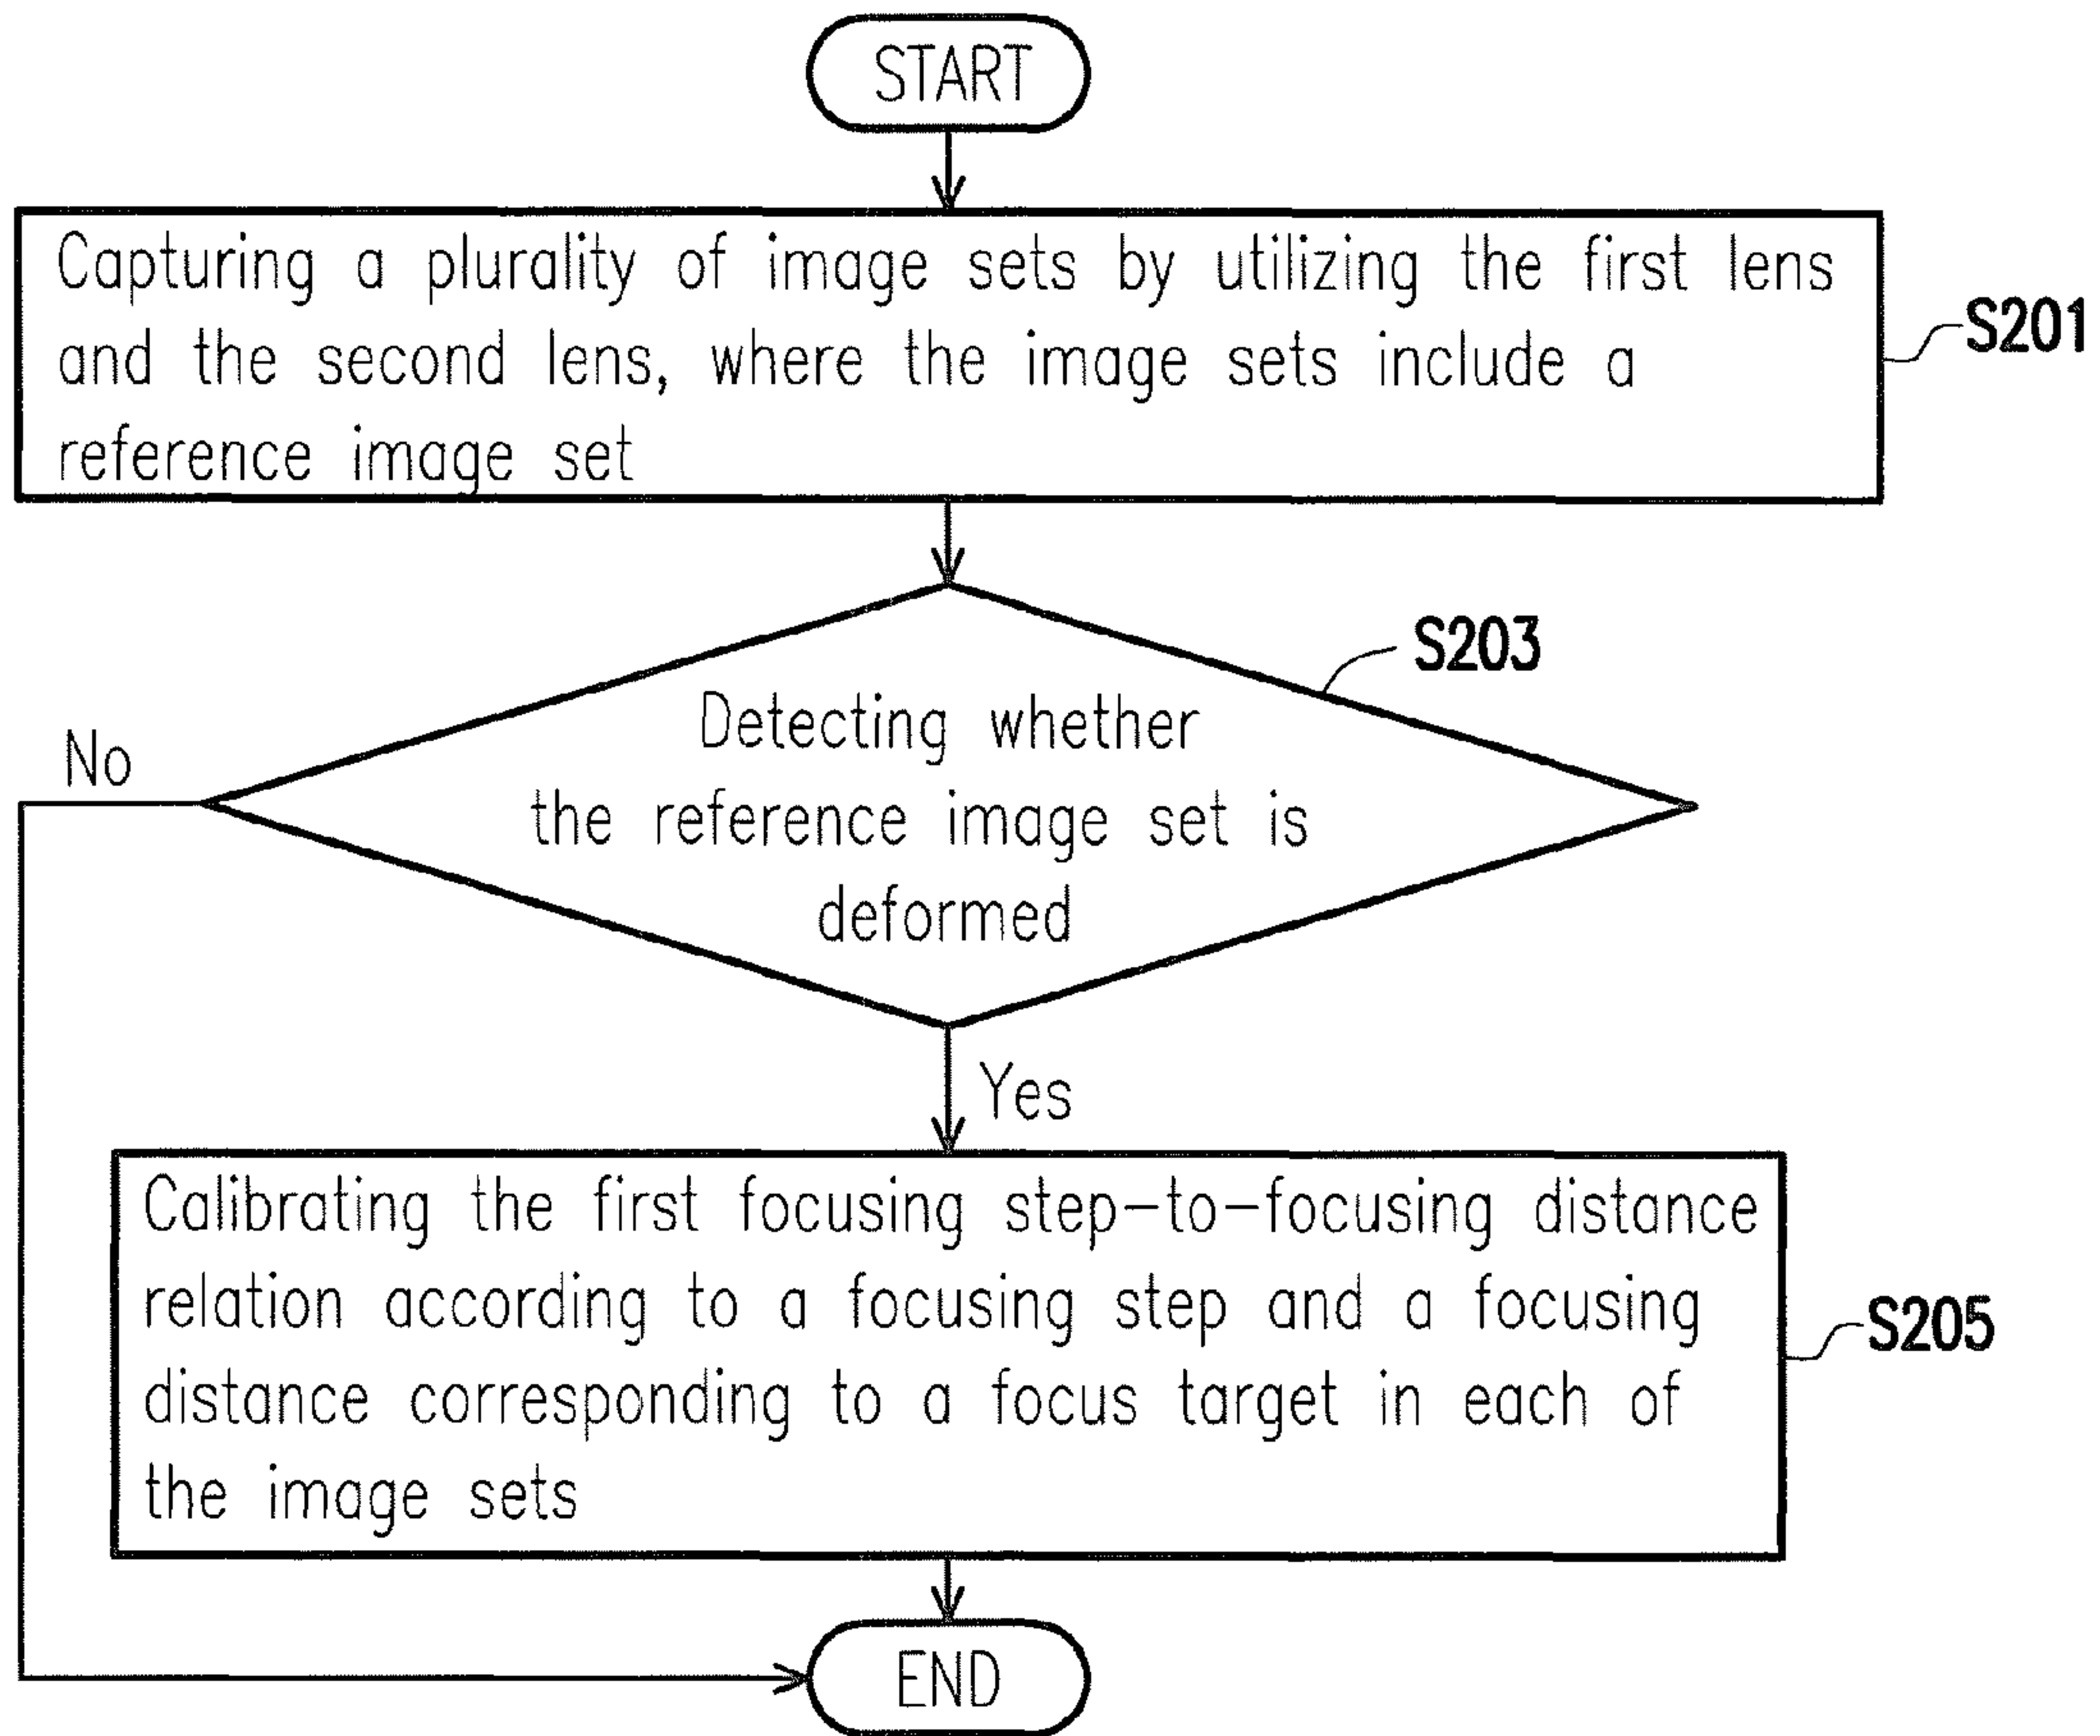 START
Capturing a plurality of image sets by utilizing the first lens
and the second lens, where the image sets include a
reference image set
S201
S203
Detecting whether
the reference image set is
deformed
No
Yes
Calibrating the first focusing step-to-focusing distance
relation according to a focusing step and a focusing
distance corresponding to a focus target in each of
the image sets
S205
END